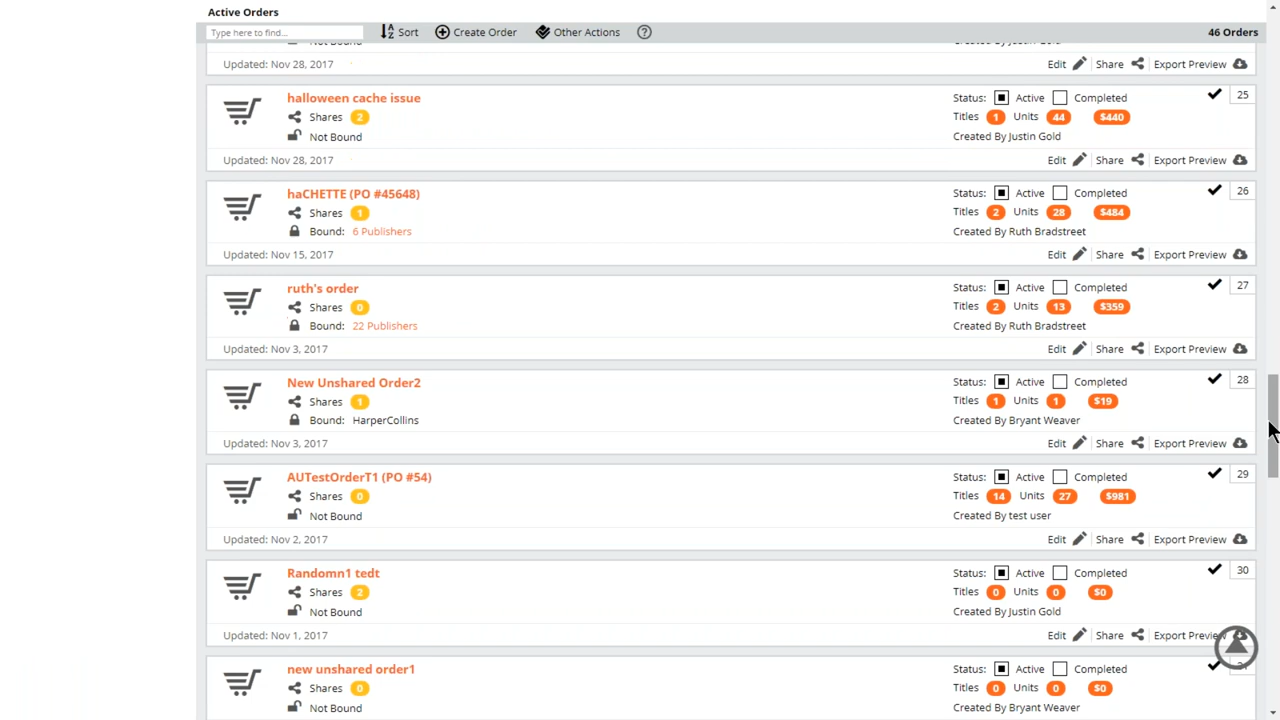 Active Orders
Type here to find... Sort Create Order Other Actions ? 46 Orders
Not Bound Created By Justin Gold
Updated: Nov 28, 2017 Edit Share Export Preview
halloween cache issue Status: Active Completed 25
Shares 2 Titles 1 Units 44 $440
Not Bound Created By Justin Gold
Updated: Nov 28, 2017 Edit Share Export Preview
haCHETTE (PO #45648) Status: Active Completed 26
Shares 1 Titles 2 Units 28 $484
Bound: 6 Publishers Created By Ruth Bradstreet
Updated: Nov 15, 2017 Edit Share Export Preview
ruth's order Status: Active Completed 27
Shares 0 Titles 2 Units 13 $359
Bound: 22 Publishers Created By Ruth Bradstreet
Updated: Nov 3, 2017 Edit Share Export Preview
New Unshared Order2 Status: Active Completed 28
Shares 1 Titles 1 Units 1 $19
Bound: HarperCollins Created By Bryant Weaver
Updated: Nov 3, 2017 Edit Share Export Preview
AUTestOrderT1 (PO #54) Status: Active Completed 29
Shares 0 Titles 14 Units 27 $981
Not Bound Created By test user
Updated: Nov 2, 2017 Edit Share Export Preview
Randomn1 tedt Status: Active Completed 30
Shares 2 Titles 0 Units 0 $0
Not Bound Created By Justin Gold
Updated: Nov 1, 2017 Edit Share Export Preview
new unshared order1 Status: Active Completed
Shares 0 Titles 0 Units 0 $0
Not Bound Created By Bryant Weaver